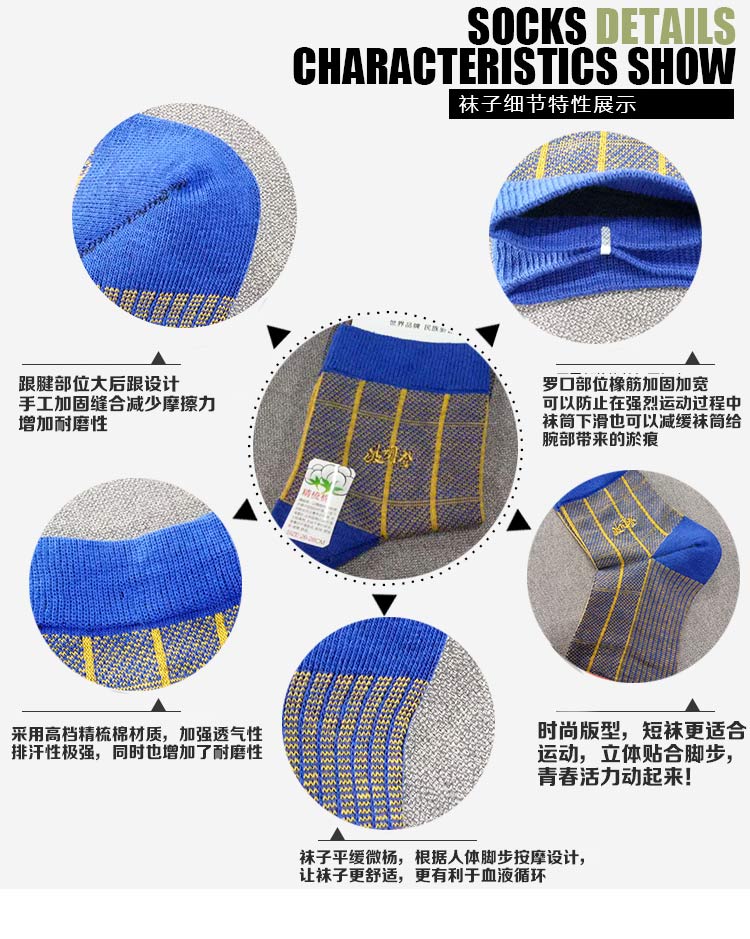 SOCKS DETAILS
CHARACTERISTICS SHOW
袜子细节特性展示
世界品牌 民族
跟腱部位大后跟设计
手工加固缝合减少摩擦力
增加耐磨性
罗口部位橡筋加固加宽
可以防止在强烈运动过程中
袜筒下滑也可以减缓袜筒给
腕部带来的淤痕
精梳棉
SIZE:26-28CM
采用高档精梳棉材质，加强透气性
排汗性极强，同时也增加了耐磨性
时尚版型，短袜更适合
运动，立体贴合脚步，
青春活力动起来！
袜子平缓微杨，根据人体脚步按摩设计，
让袜子更舒适，更有利于血液循环